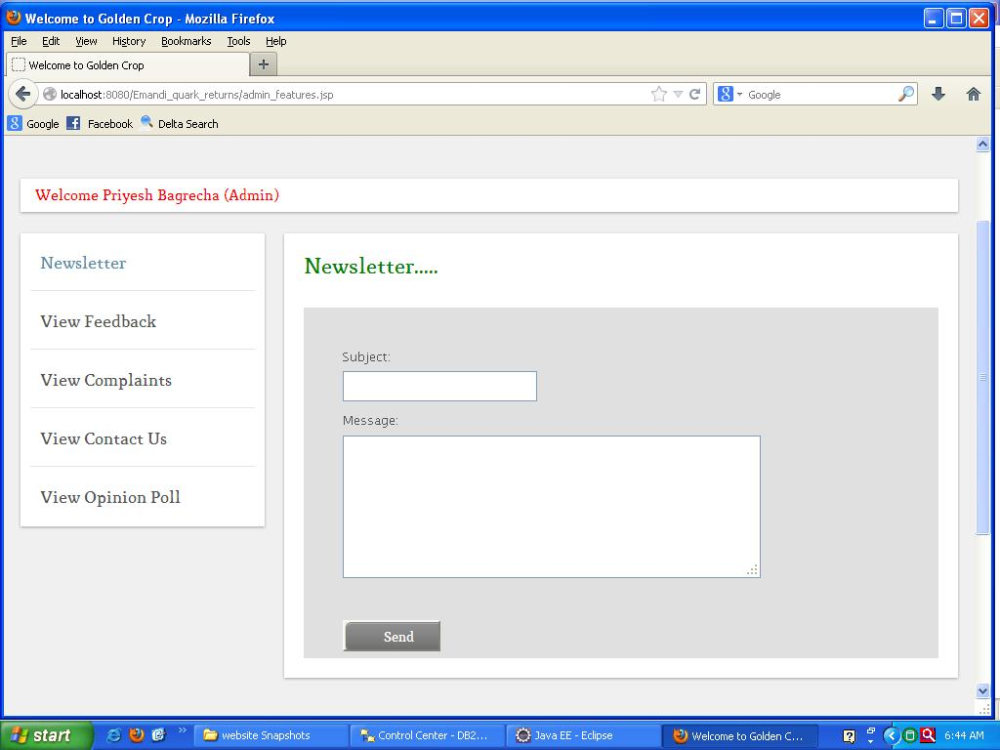 Welcome to Golden Crop - Mozilla Firefox
File Edit View History Bookmarks Tools Help
Welcome to Golden Crop
localhost:8080/Emandi_quark_returns/admin_features.jsp
Google
Google Facebook Delta Search
Welcome Priyesh Bagrecha (Admin)
Newsletter
View Feedback
View Complaints
View Contact Us
View Opinion Poll
Newsletter.....
Subject:
Message:
Send
start
website Snapshots
Control Center - DB2...
Java EE - Eclipse
Welcome to Golden C...
6:44 AM